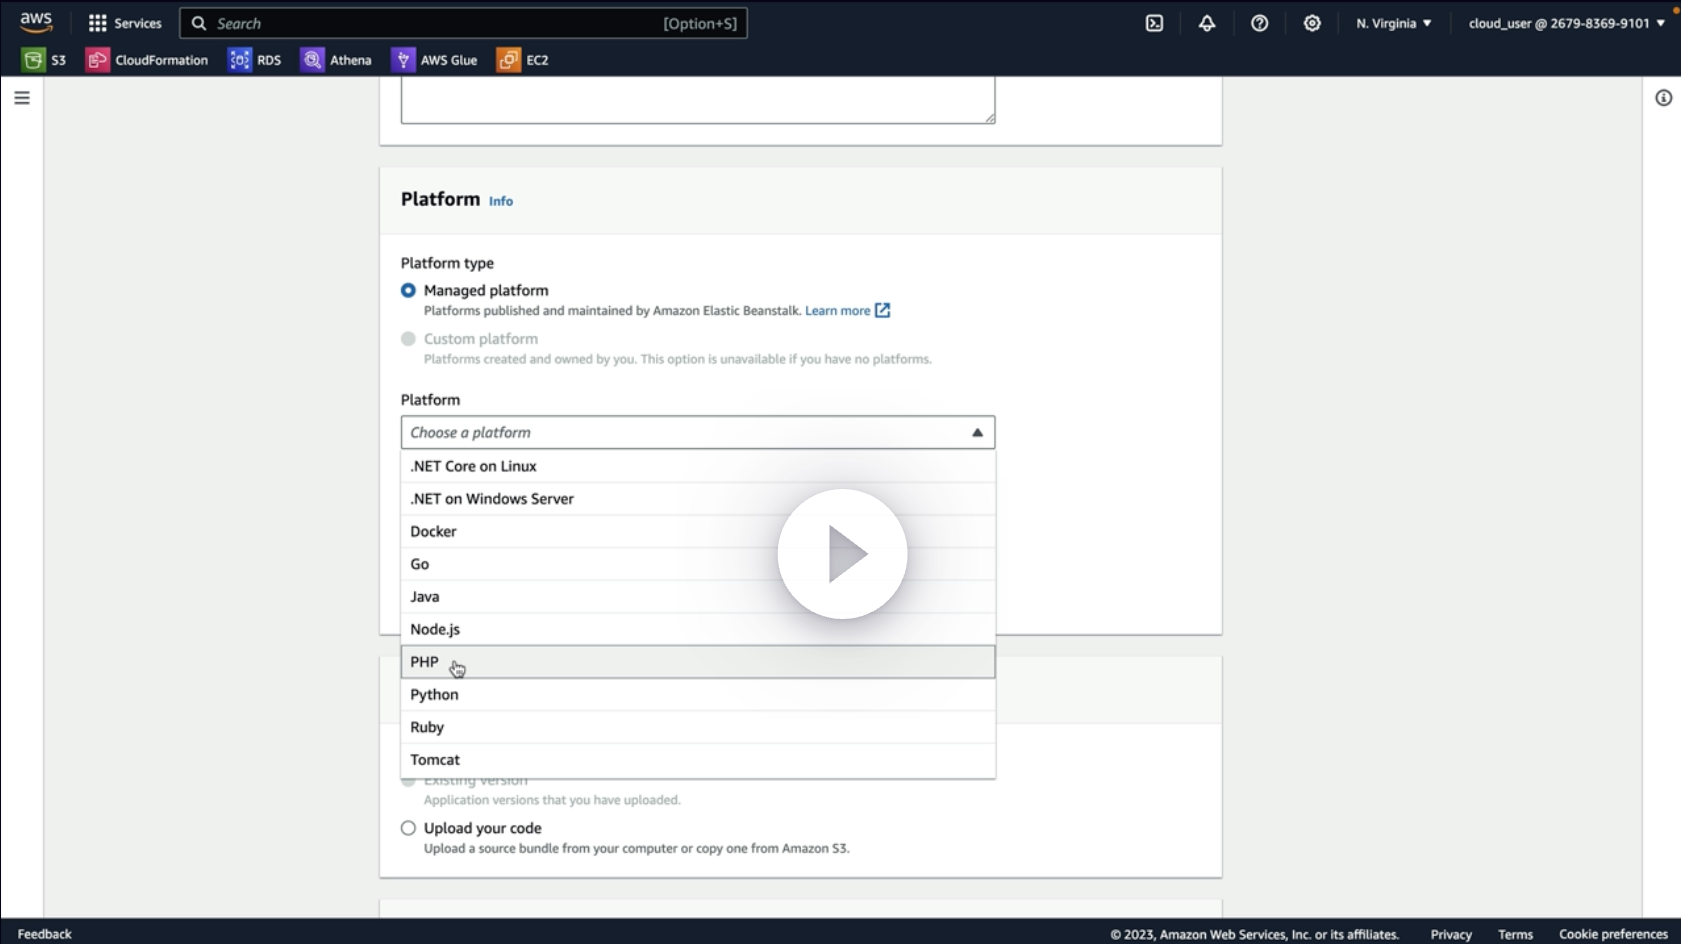 aws
Services
Search [Option+S]
N. Virginia
cloud_user @ 2679-8369-9101
S3
CloudFormation
RDS
Athena
AWS Glue
EC2
Platform Info
Platform type
Managed platform
Platforms published and maintained by Amazon Elastic Beanstalk. Learn more
Custom platform
Platforms created and owned by you. This option is unavailable if you have no platforms.
Platform
Choose a platform
.NET Core on Linux
.NET on Windows Server
Docker
Go
Java
Node.js
PHP
Python
Ruby
Tomcat
Existing version
Application versions that you have uploaded.
Upload your code
Upload a source bundle from your computer or copy one from Amazon S3.
Feedback
© 2023, Amazon Web Services, Inc. or its affiliates.
Privacy
Terms
Cookie preferences